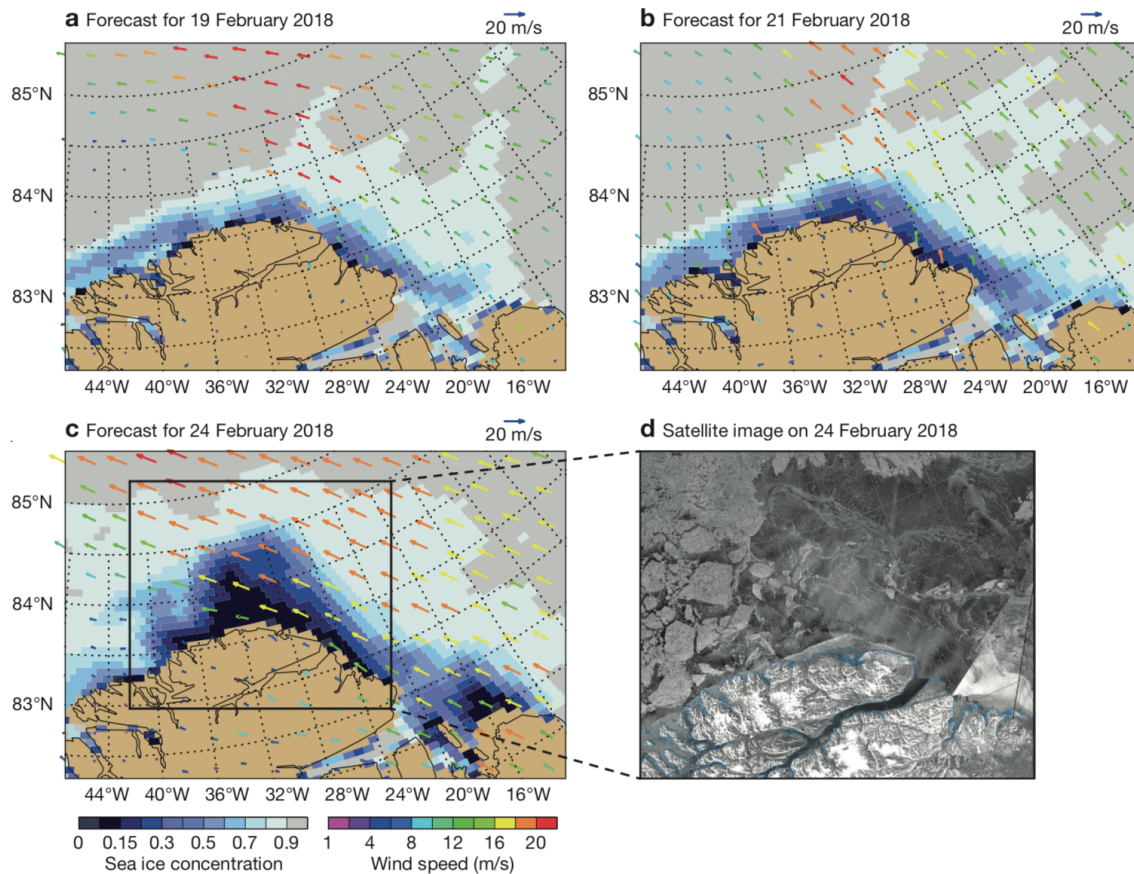 a Forecast for 19 February 2018
20 m/s
b Forecast for 21 February 2018
20 m/s
85°N
84°N
83°N
44°W 40°W 36°W 32°W 28°W 24°W 20°W 16°W
85°N
84°N
83°N
44°W 40°W 36°W 32°W 28°W 24°W 20°W 16°W
c Forecast for 24 February 2018
20 m/s
d Satellite image on 24 February 2018
85°N
84°N
83°N
44°W 40°W 36°W 32°W 28°W 24°W 20°W 16°W
0 0.15 0.3 0.5 0.7 0.9
Sea ice concentration
1 4 8 12 16 20
Wind speed (m/s)